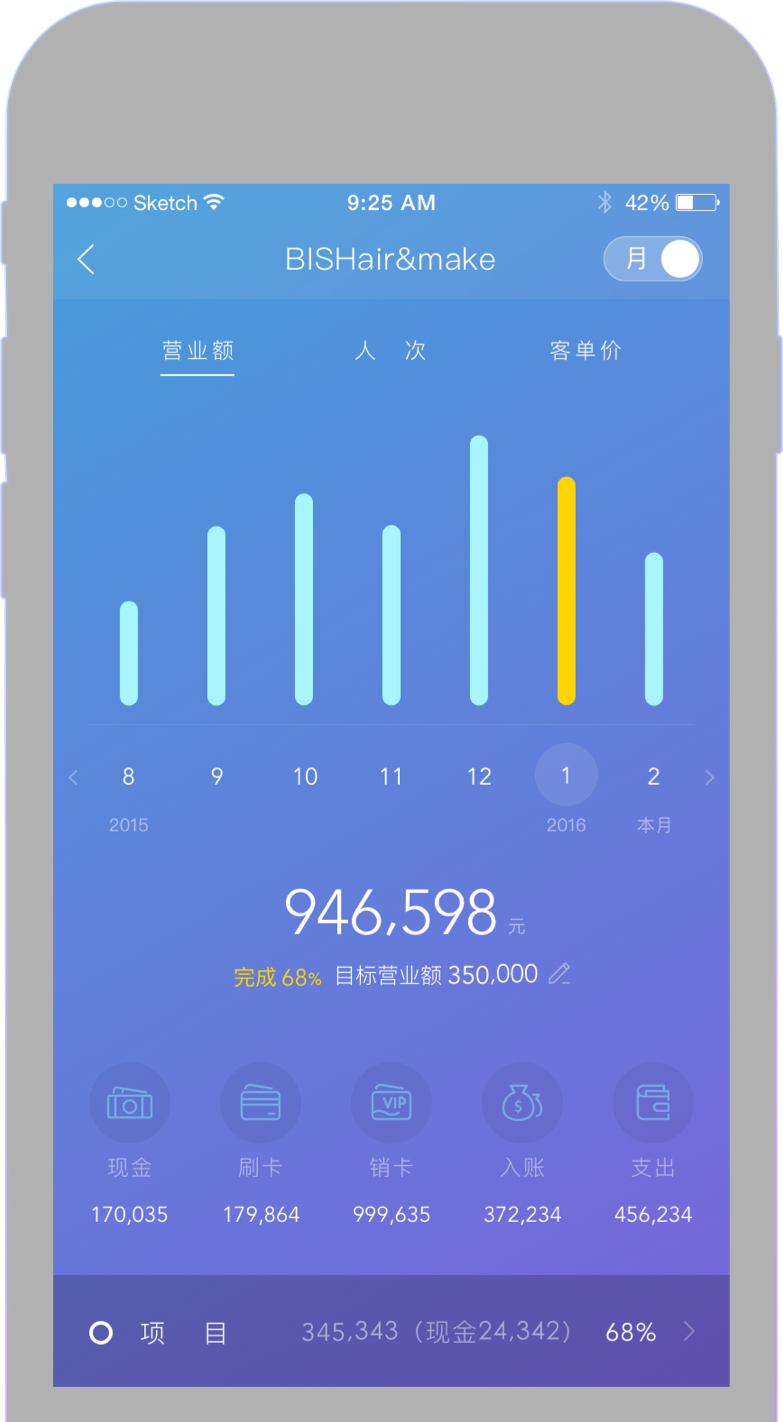 Sketch 9:25 AM 42%
BISHair&make 月
营业额 人 次 客单价
8 9 10 11 12 1 2
2015 2016 本月
946,598 元
完成 68% 目标营业额 350,000
VIP $
现金 刷卡 销卡 入账 支出
170,035 179,864 999,635 372,234 456,234
项 目 345,343（现金24,342） 68%